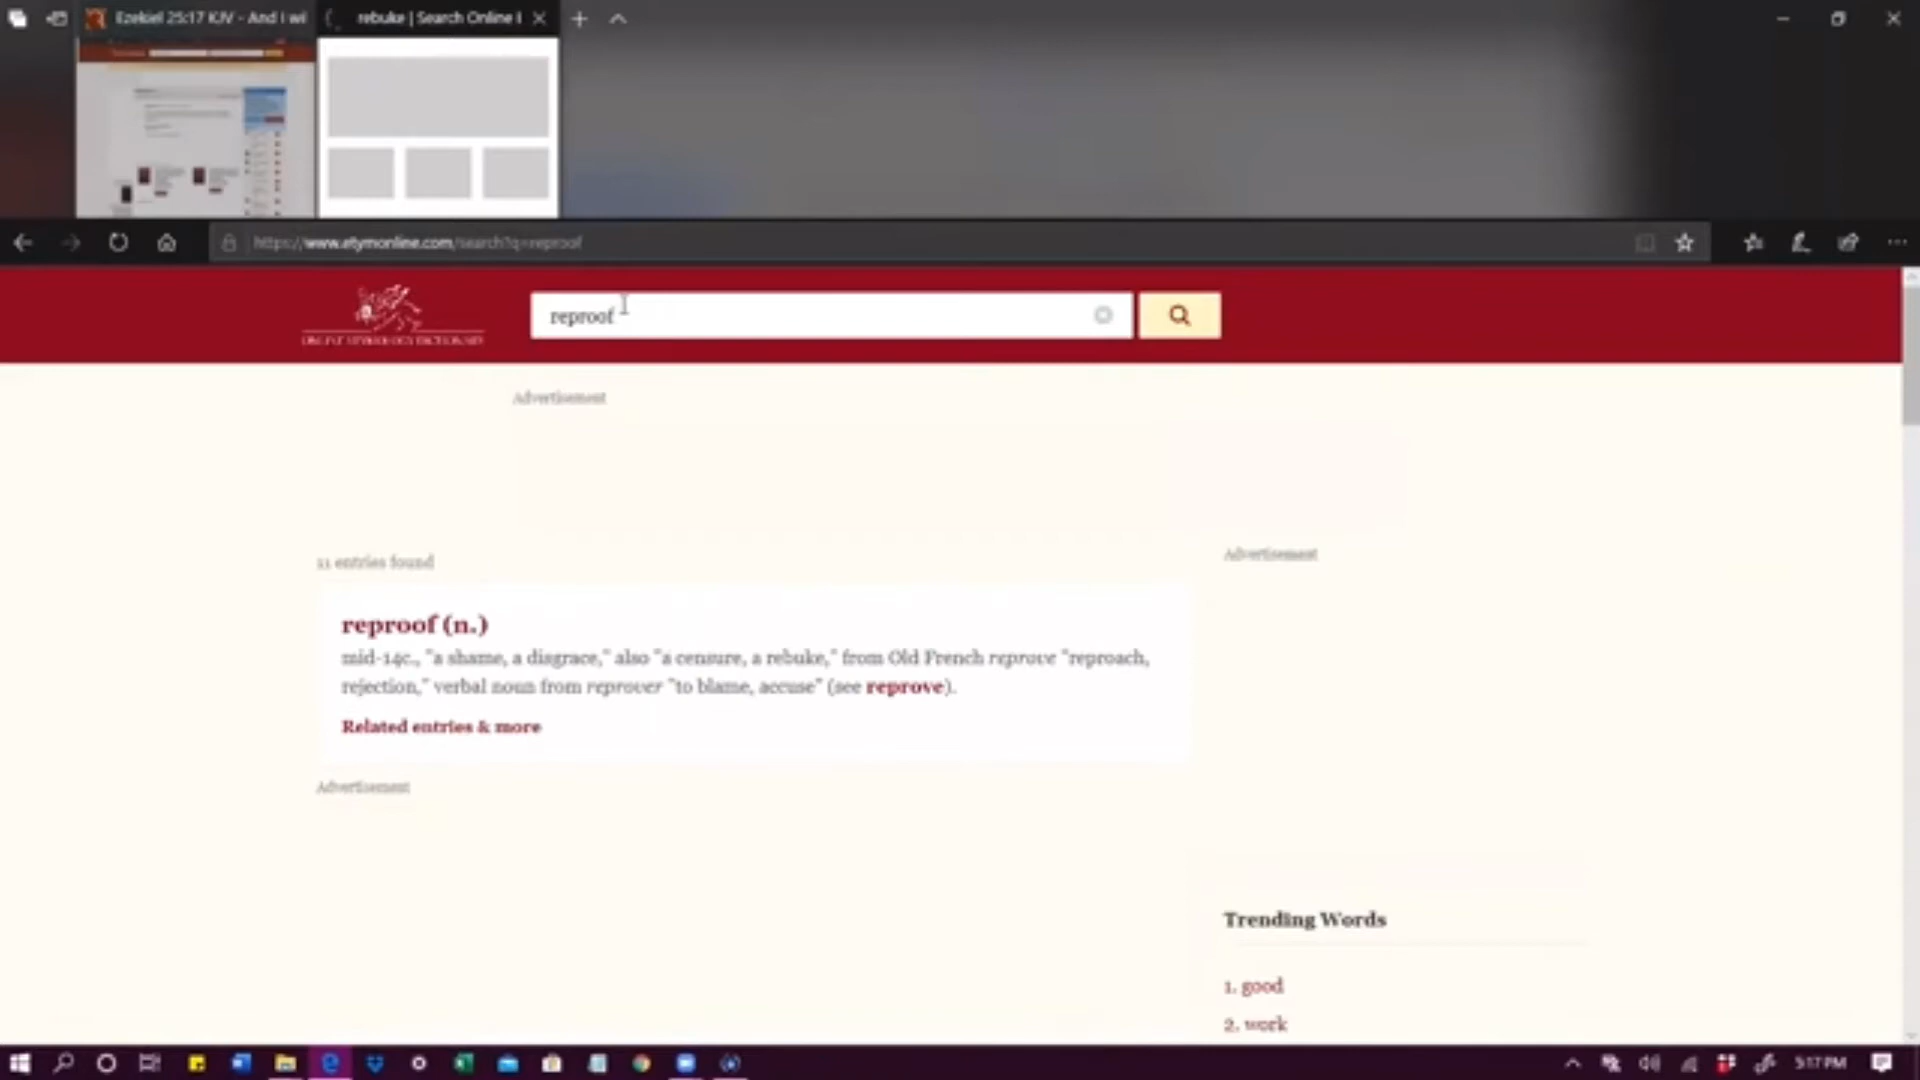 Ezekiel 25:17 KJV - And I wi
rebuke | Search Online I
https://www.etymonline.com/search?q=reproof
ONLINE ETYMOLOGY DICTIONARY
reproof
Advertisement
11 entries found
Advertisement
reproof (n.)
mid-14c., "a shame, a disgrace," also "a censure, a rebuke," from Old French reprove "reproach,
rejection," verbal noun from reprover "to blame, accuse" (see reprove).
Related entries & more
Advertisement
Trending Words
1. good
2. work
5:17 PM